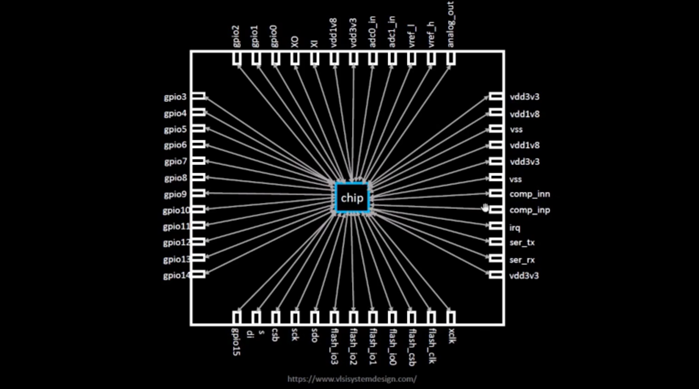 gpio2
gpio1
gpio0
XO
XI
vdd1v8
vdd3v3
adc0_in
adc1_in
vref_l
vref_h
analog_out
gpio3
gpio4
gpio5
gpio6
gpio7
gpio8
gpio9
gpio10
gpio11
gpio12
gpio13
gpio14
chip
vdd3v3
vdd1v8
vss
vdd1v8
vdd3v3
vss
comp_inn
comp_inp
irq
ser_tx
ser_rx
vdd3v3
gpio15
s
di
csb
sck
sdo
flash_io3
flash_io2
flash_io1
flash_io0
flash_csb
flash_clk
xclk
https://www.vlsisystemdesign.com/